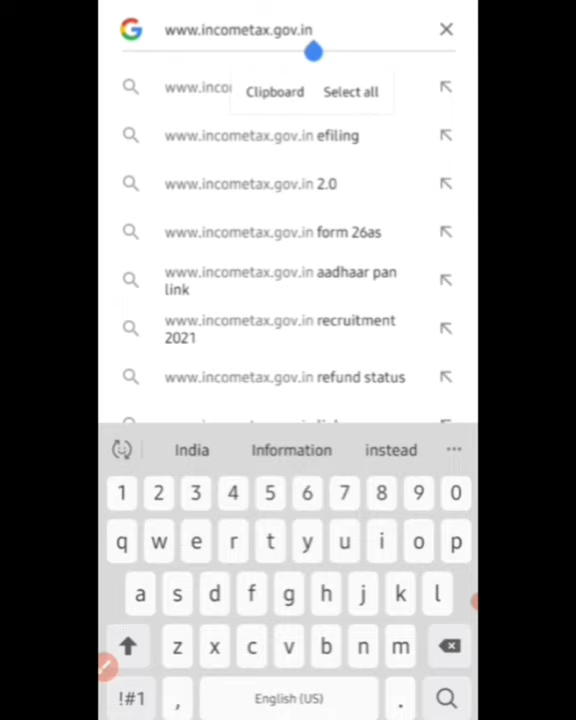 www.incometax.gov.in
www.inco
Clipboard Select all
www.incometax.gov.in efiling
www.incometax.gov.in 2.0
www.incometax.gov.in form 26as
www.incometax.gov.in aadhaar pan
link
www.incometax.gov.in recruitment
2021
www.incometax.gov.in refund status
India Information instead ...
1 2 3 4 5 6 7 8 9 0
q w e r t y u i o p
a s d f g h j k l
z x c v b n m
!#1 , English (US) .